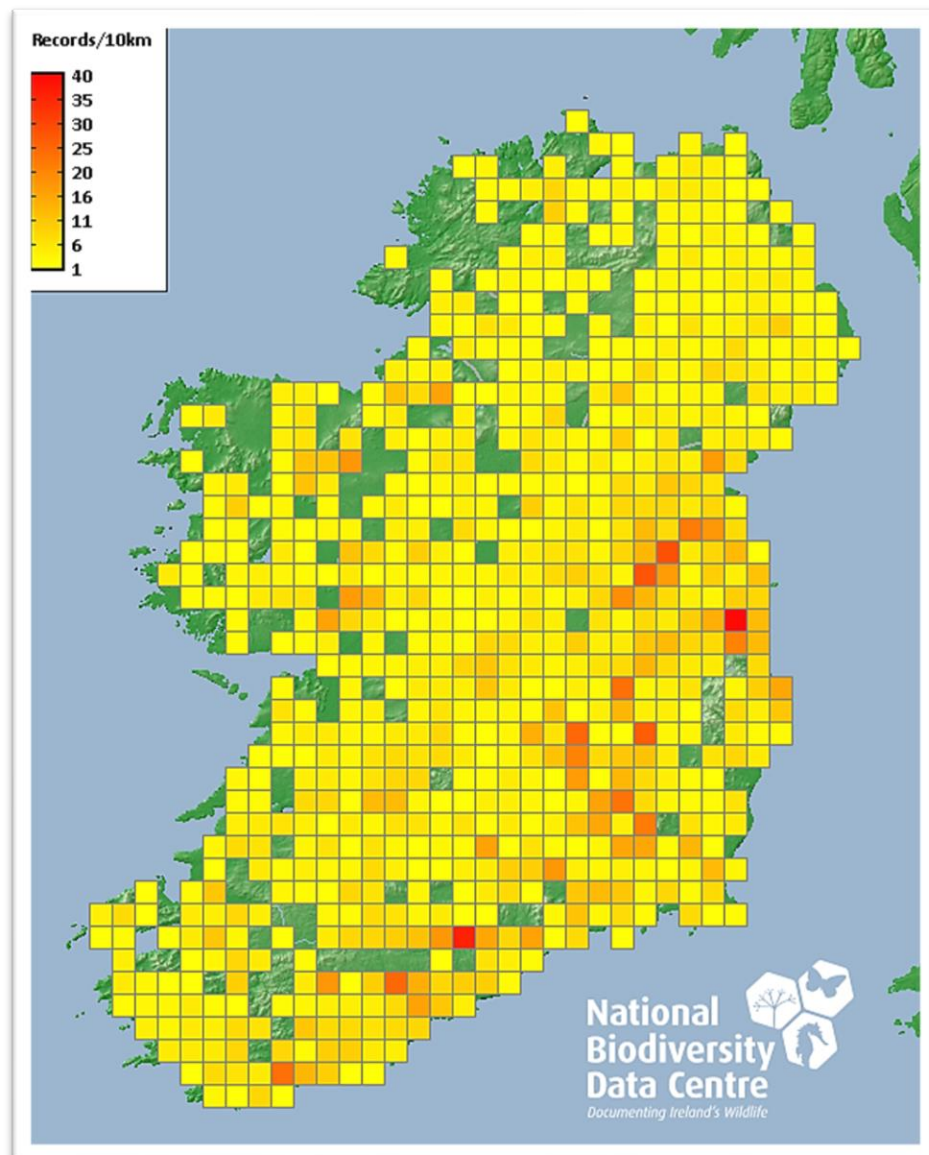 Records/10km
40
35
30
25
20
16
11
6
1
National
Biodiversity
Data Centre
Documenting Ireland's Wildlife